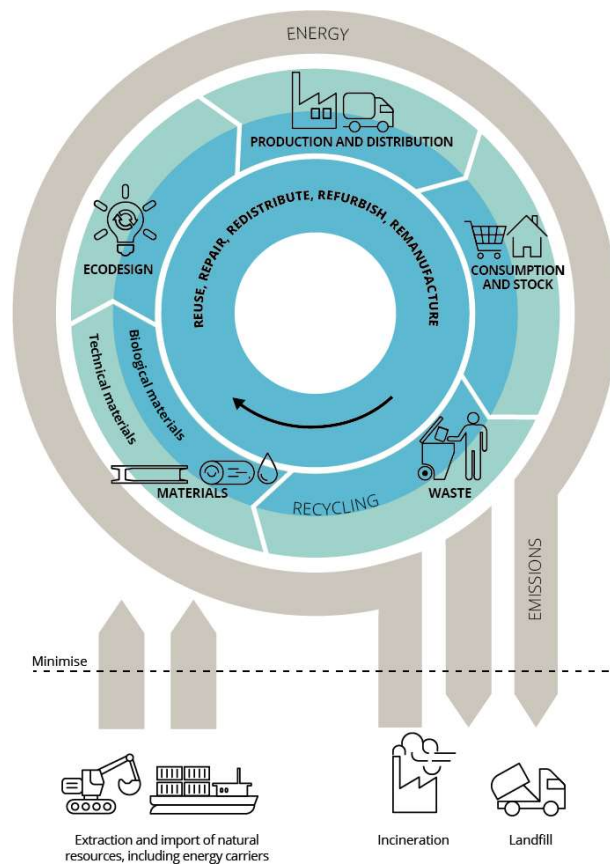 ENERGY
PRODUCTION AND DISTRIBUTION
REUSE, REPAIR, REDISTRIBUTE, REFURBISH, REMANUFACTURE
ECODESIGN
CONSUMPTION
AND STOCK
Biological materials
Technical materials
MATERIALS
RECYCLING
WASTE
EMISSIONS
Minimise
Extraction and import of natural
resources, including energy carriers
Incineration
Landfill